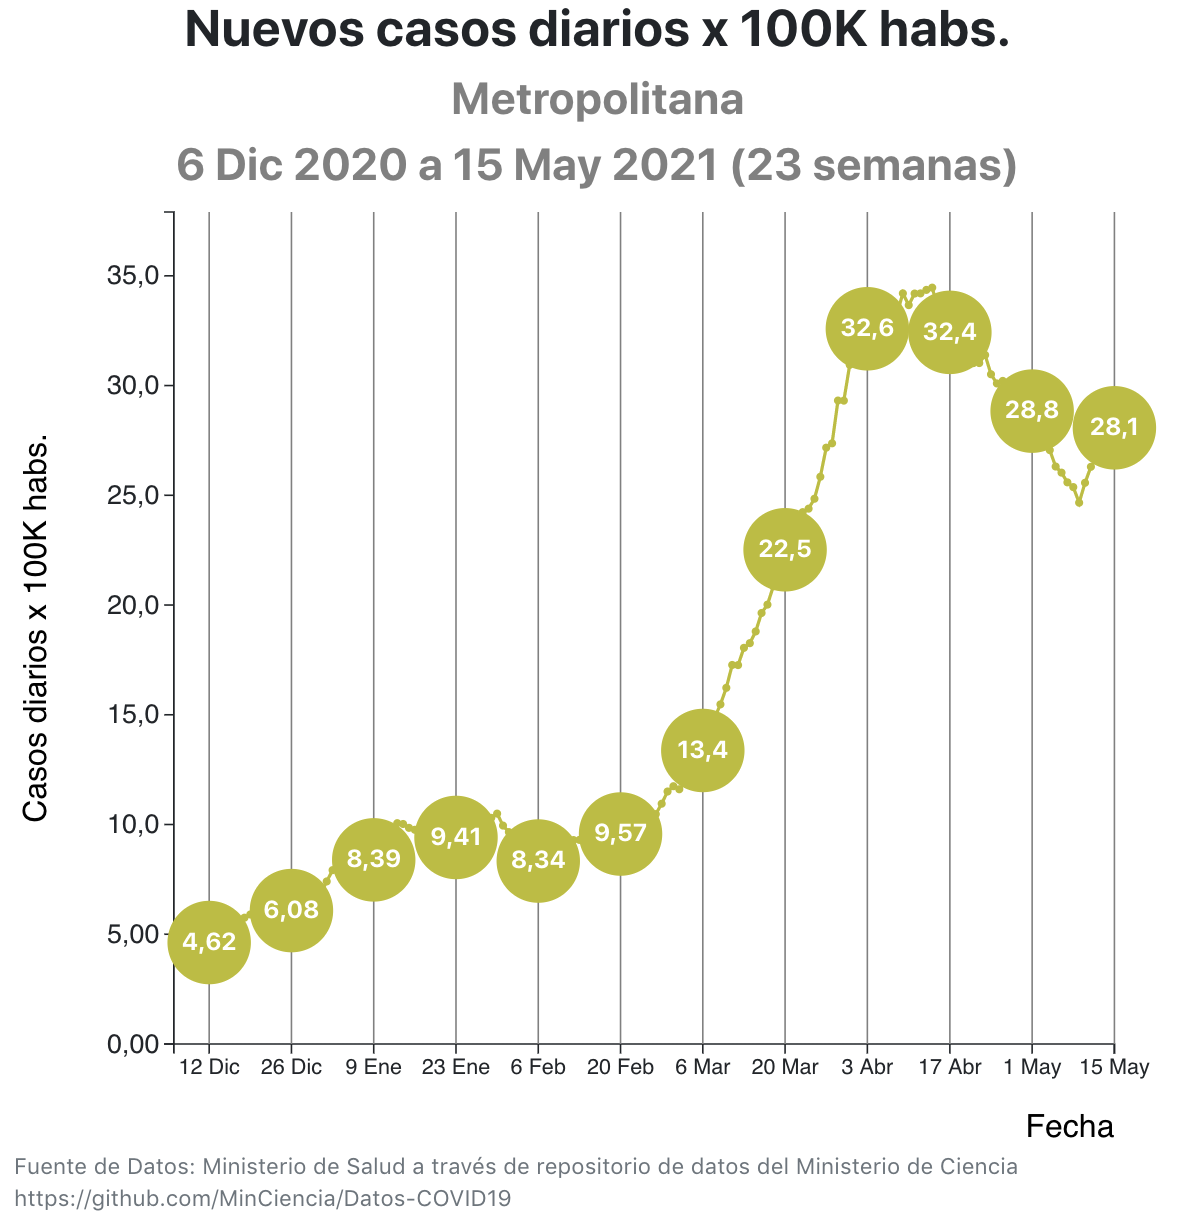 Nuevos casos diarios x 100K habs.
Metropolitana
6 Dic 2020 a 15 May 2021 (23 semanas)
Casos diarios x 100K habs.
35,0
30,0
25,0
20,0
15,0
10,0
5,00
0,00
4,62
6,08
8,39
9,41
8,34
9,57
13,4
22,5
32,6
32,4
28,8
28,1
12 Dic 26 Dic 9 Ene 23 Ene 6 Feb 20 Feb 6 Mar 20 Mar 3 Abr 17 Abr 1 May 15 May
Fecha
Fuente de Datos: Ministerio de Salud a través de repositorio de datos del Ministerio de Ciencia
https://github.com/MinCiencia/Datos-COVID19